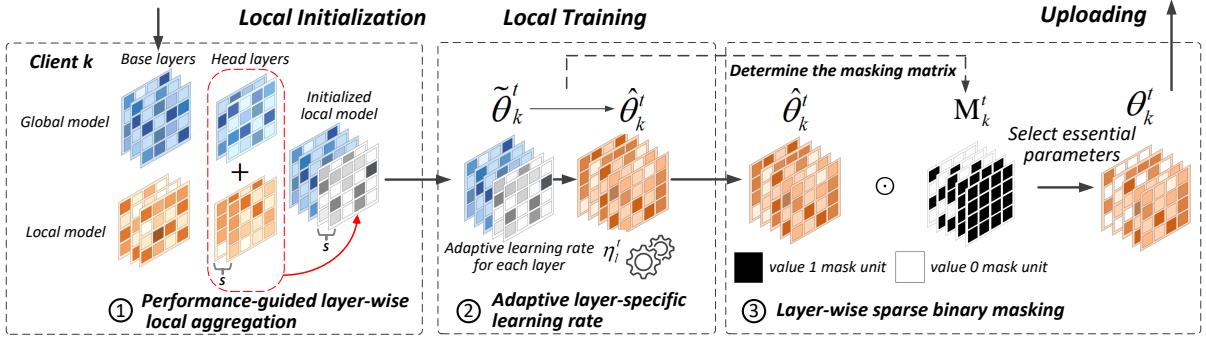 Local Initialization
Local Training
Uploading
Client k
Base layers
Head layers
Global model
Initialized
local model
+
Local model
s
s
① Performance-guided layer-wise
local aggregation
θ̃ₖᵗ
θ̂ₖᵗ
Adaptive learning rate
for each layer
ηₗᵗ
② Adaptive layer-specific
learning rate
Determine the masking matrix
θ̂ₖᵗ
Mₖᵗ
θₖᵗ
Select essential
parameters
⊙
value 1 mask unit
value 0 mask unit
③ Layer-wise sparse binary masking